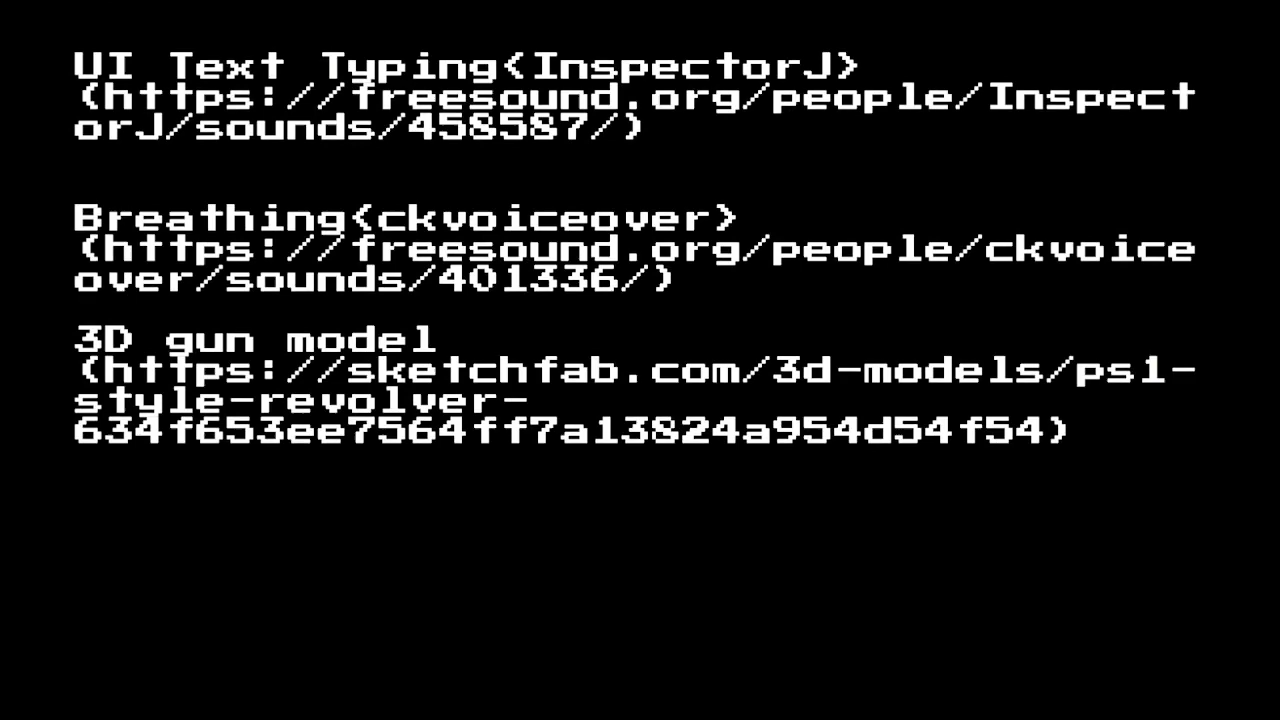 UI Text Typing(InspectorJ)
(https://freesound.org/people/Inspect
orJ/sounds/458587/)
Breathing(ckvoiceover)
(https://freesound.org/people/ckvoice
over/sounds/401336/)
3D gun model
(https://sketchfab.com/3d-models/ps1-
style-revolver-
634f653ee7564ff7a13824a954d54f54)